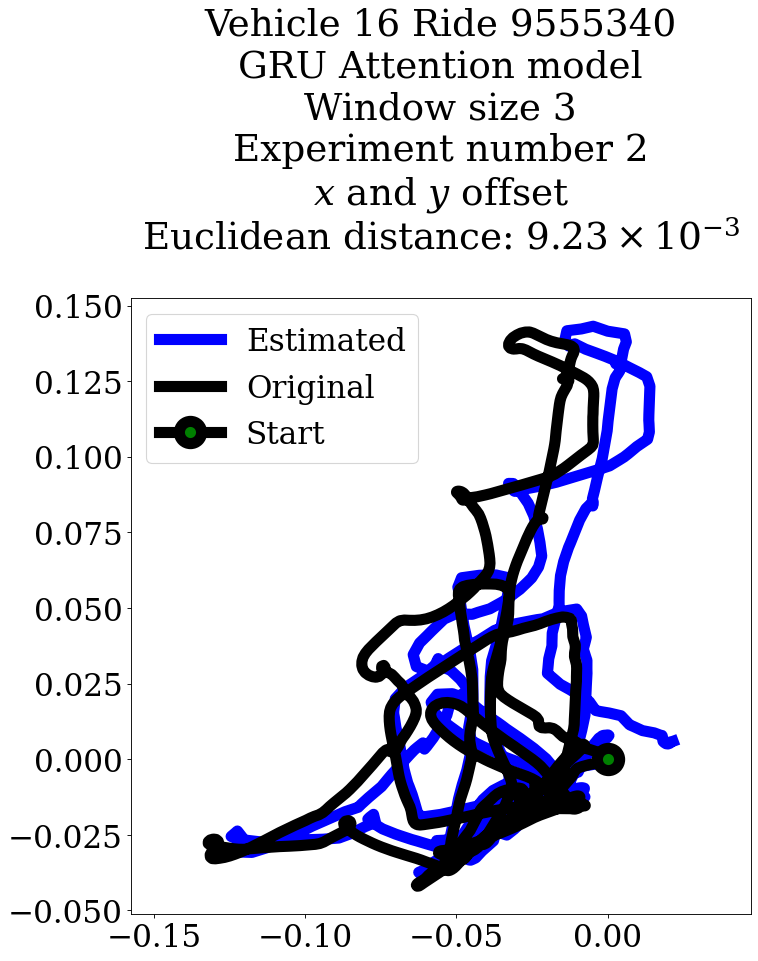 Vehicle 16 Ride 9555340
GRU Attention model
Window size 3
Experiment number 2
x and y offset
Euclidean distance: 9.23 × 10⁻³
0.150
0.125
0.100
0.075
0.050
0.025
0.000
−0.025
−0.050
Estimated
Original
Start
−0.15
−0.10
−0.05
0.00